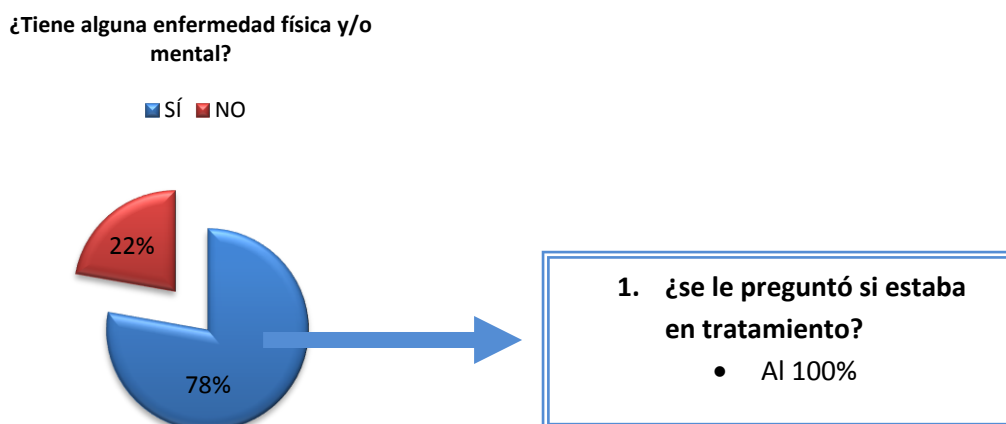 ¿Tiene alguna enfermedad física y/o
mental?
SÍ NO
22%
78%
1. ¿se le preguntó si estaba
en tratamiento?
• Al 100%